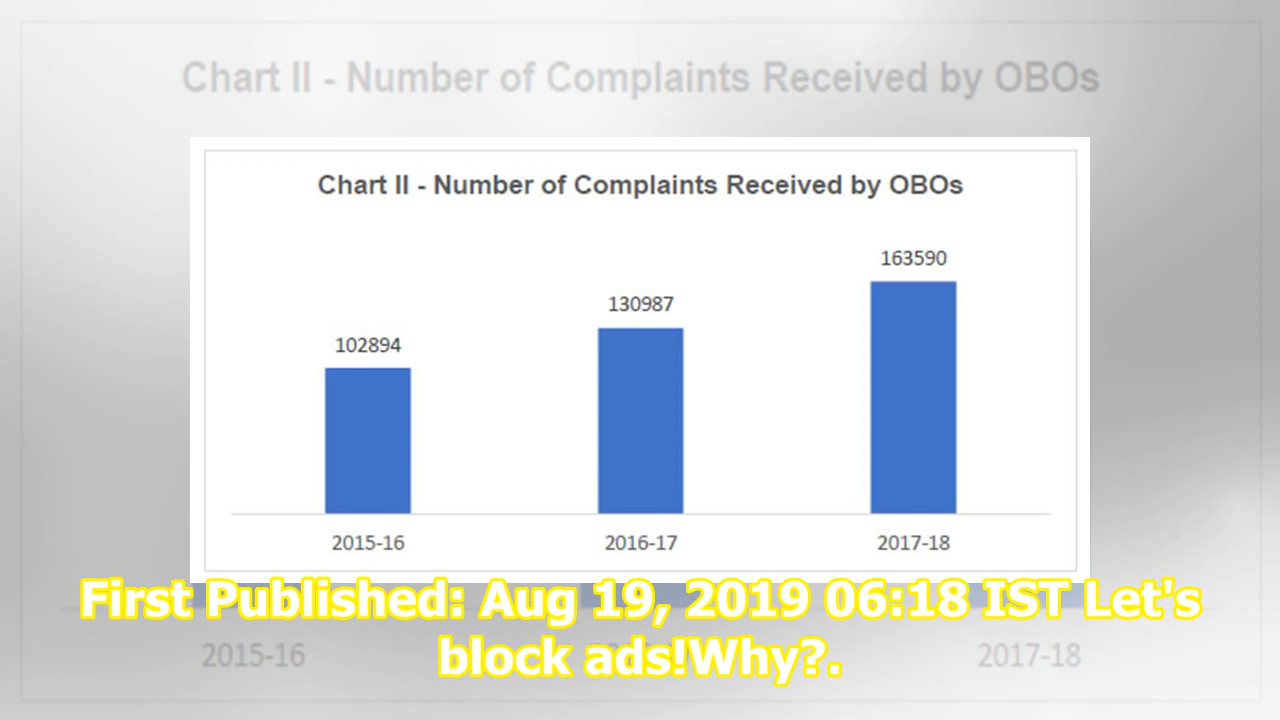 Chart II - Number of Complaints Received by OBOs
Chart II - Number of Complaints Received by OBOs
163590
130987
102894
2015-16
2016-17
2017-18
First Published: Aug 19, 2019 06:18 IST Let's
block ads!Why?.
2015-16
2017-18